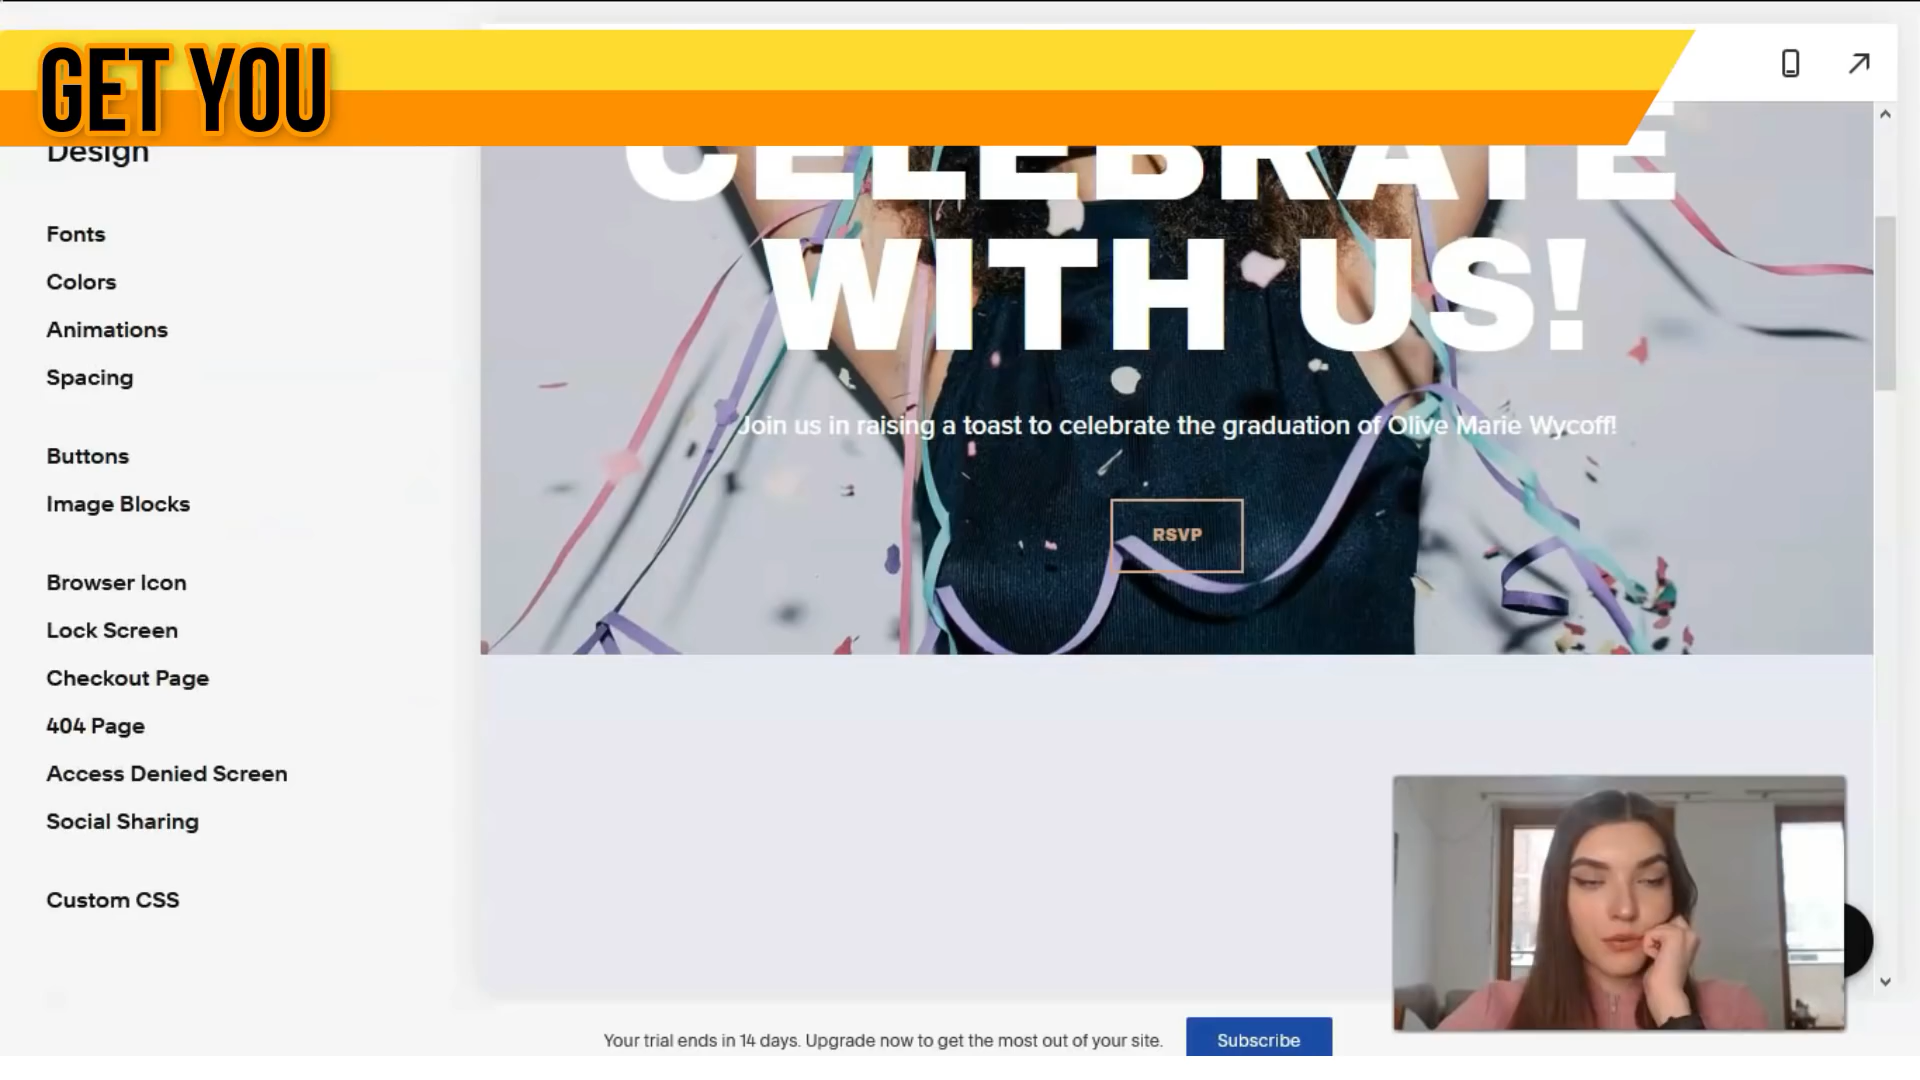 GET YOU
Design
Fonts
Colors
Animations
Spacing
Buttons
Image Blocks
Browser Icon
Lock Screen
Checkout Page
404 Page
Access Denied Screen
Social Sharing
Custom CSS
CELEBRATE
WITH US!
Join us in raising a toast to celebrate the graduation of Olive Marie Wycoff!
RSVP
Your trial ends in 14 days. Upgrade now to get the most out of your site.
Subscribe